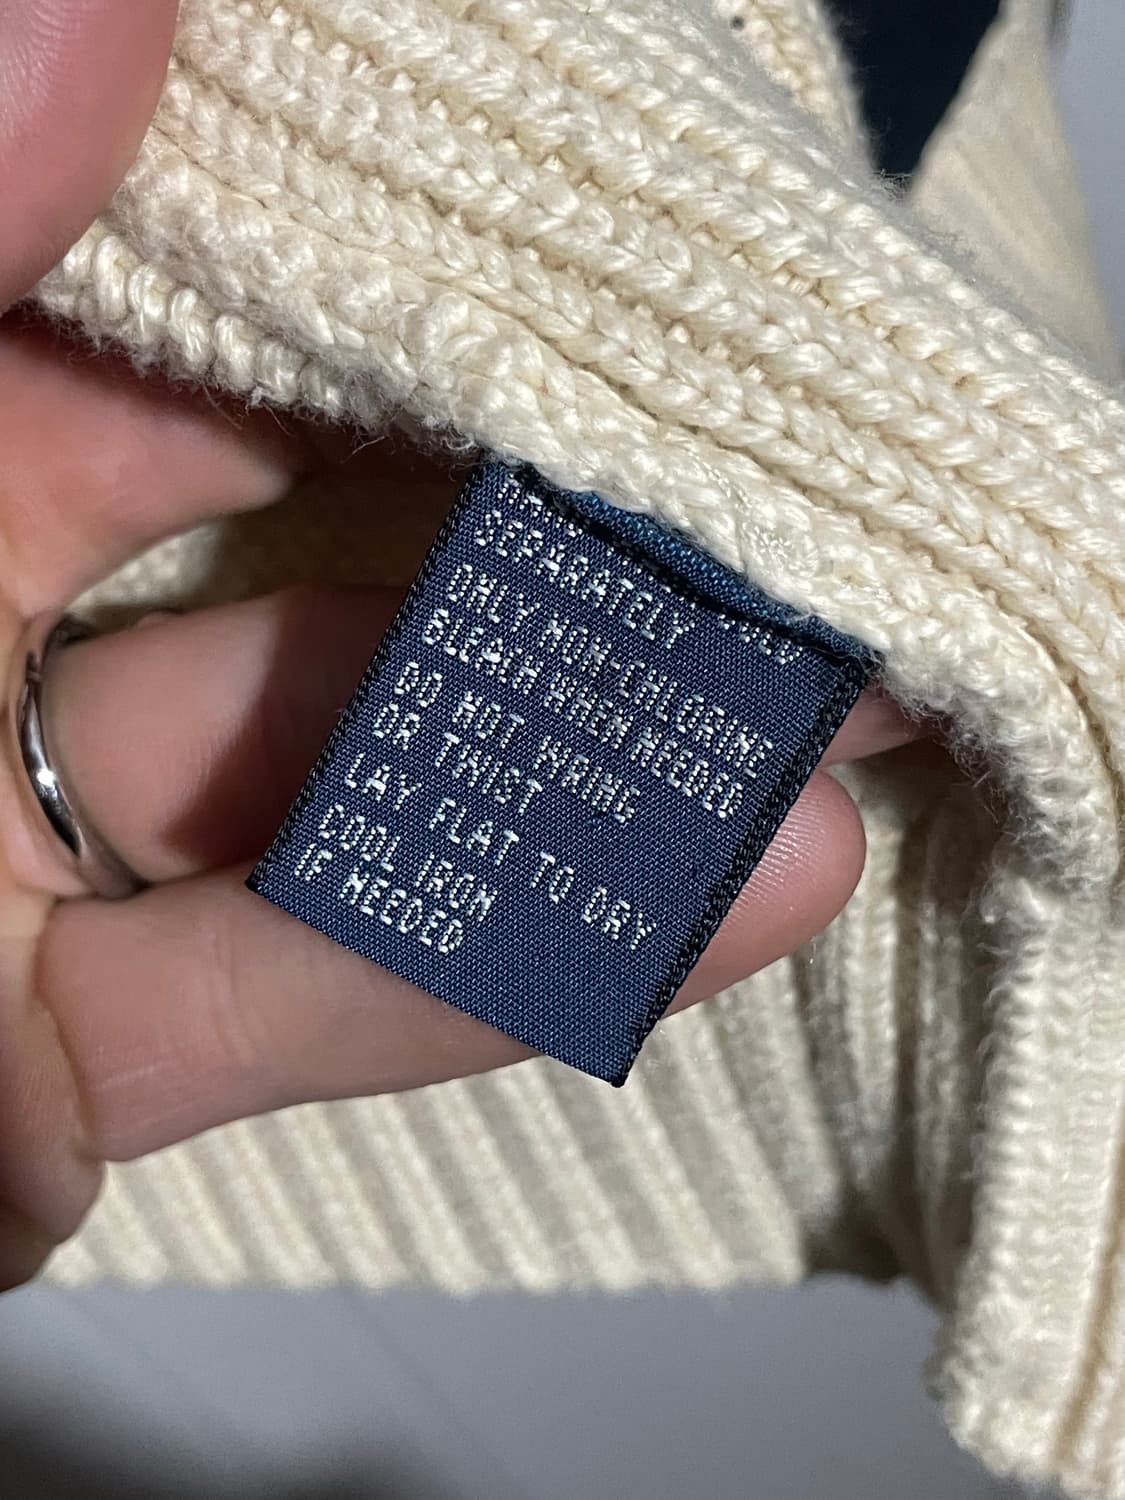 SEPARATELY
ONLY NON-CHLORINE
BLEACH WHEN NEEDED
DO NOT WRING
OR TWIST
LAY FLAT TO DRY
COOL IRON
IF NEEDED